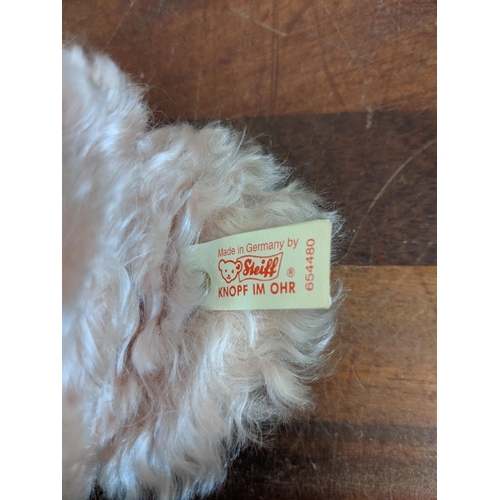 Made in Germany by
Steiff ®
KNOPF IM OHR
654480